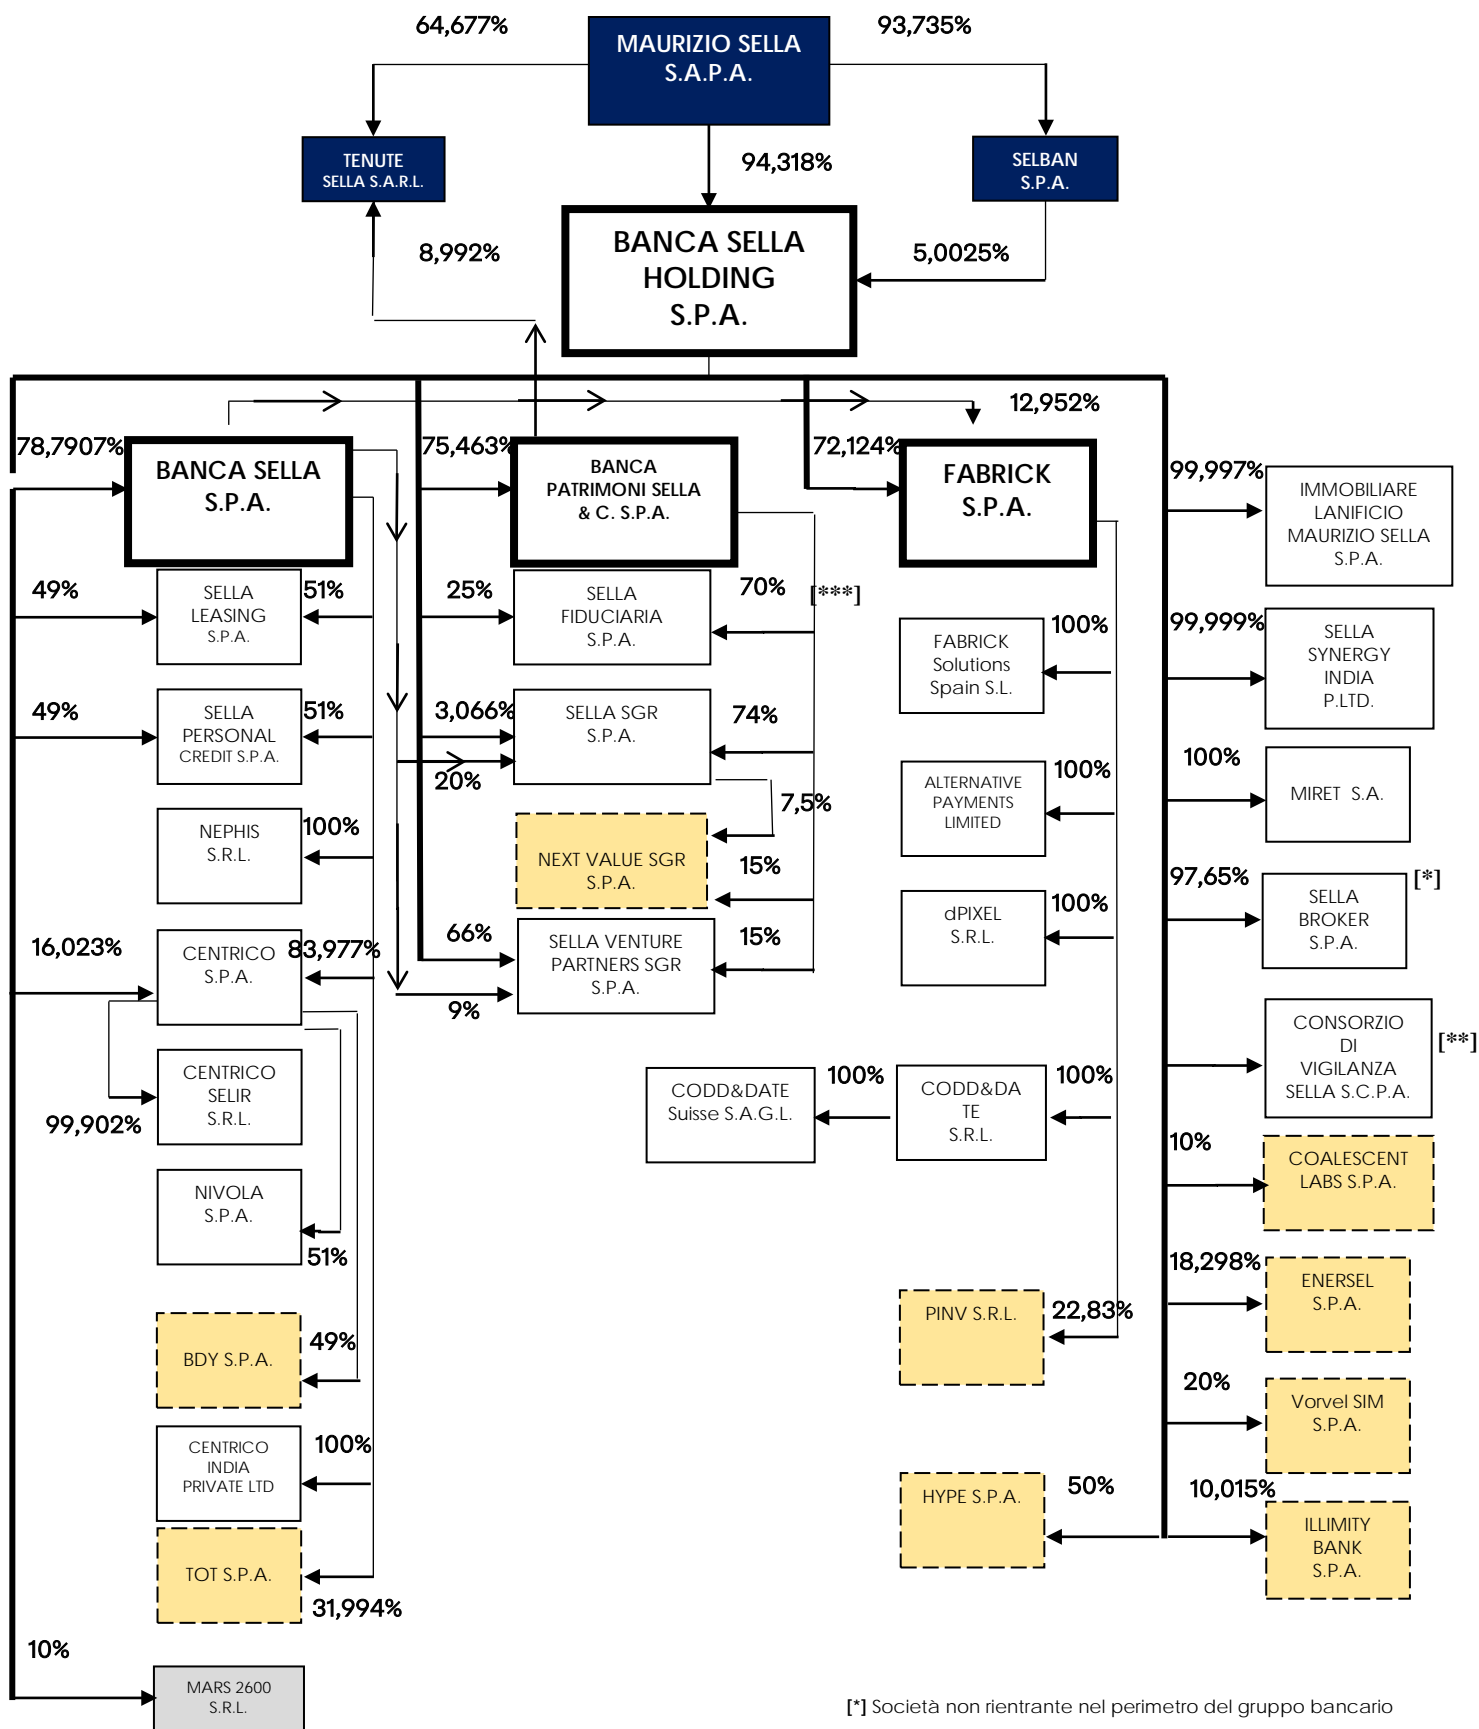 64,677%
MAURIZIO SELLA
S.A.P.A.
93,735%
TENUTE
SELLA S.A.R.L.
94,318%
SELBAN
S.P.A.
8,992%
BANCA SELLA
HOLDING
S.P.A.
5,0025%
12,952%
78,7907%
BANCA SELLA
S.P.A.
75,463%
BANCA
PATRIMONI SELLA
& C. S.P.A.
72,124%
FABRICK
S.P.A.
99,997%
IMMOBILIARE
LANIFICIO
MAURIZIO SELLA
S.P.A.
49%
SELLA
LEASING
S.P.A.
51%
25%
SELLA
FIDUCIARIA
S.P.A.
70%
[***]
FABRICK
Solutions
Spain S.L.
100%
99,999%
SELLA
SYNERGY
INDIA
P.LTD.
49%
SELLA
PERSONAL
CREDIT S.P.A.
51%
3,066%
20%
SELLA SGR
S.P.A.
74%
7,5%
ALTERNATIVE
PAYMENTS
LIMITED
100%
100%
MIRET S.A.
NEPHIS
S.R.L.
100%
NEXT VALUE SGR
S.P.A.
15%
dPIXEL
S.R.L.
100%
97,65%
SELLA
BROKER
S.P.A.
[*]
16,023%
CENTRICO
S.P.A.
83,977%
66%
9%
SELLA VENTURE
PARTNERS SGR
S.P.A.
15%
CONSORZIO
DI
VIGILANZA
SELLA S.C.P.A.
[**]
99,902%
CENTRICO
SELIR
S.R.L.
CODD&DATE
Suisse S.A.G.L.
100%
CODD&DA
TE
S.R.L.
100%
NIVOLA
S.P.A.
51%
10%
COALESCENT
LABS S.P.A.
18,298%
ENERSEL
S.P.A.
BDY S.P.A.
49%
PINV S.R.L.
22,83%
20%
Vorvel SIM
S.P.A.
CENTRICO
INDIA
PRIVATE LTD
100%
HYPE S.P.A.
50%
10,015%
ILLIMITY
BANK
S.P.A.
TOT S.P.A.
31,994%
10%
MARS 2600
S.R.L.
[*] Società non rientrante nel perimetro del gruppo bancario